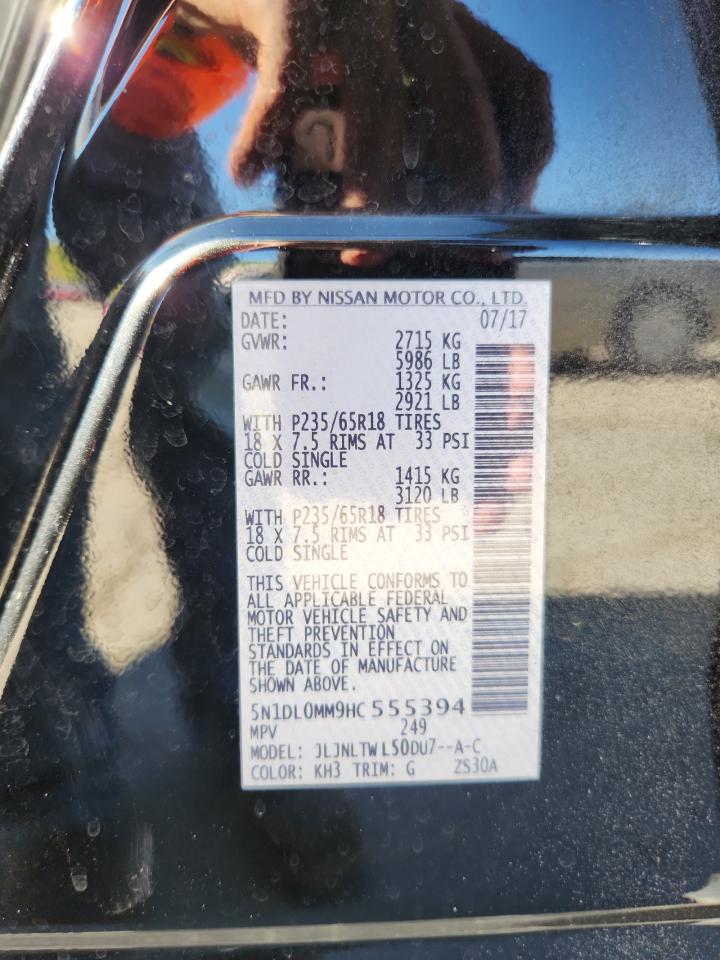 MFD BY NISSAN MOTOR CO., LTD.
DATE: 07/17
GVWR: 2715 KG
5986 LB
GAWR FR.: 1325 KG
2921 LB
WITH P235/65R18 TIRES
18 X 7.5 RIMS AT 33 PSI
COLD SINGLE
GAWR RR.: 1415 KG
3120 LB
WITH P235/65R18 TIRES
18 X 7.5 RIMS AT 33 PSI
COLD SINGLE
THIS VEHICLE CONFORMS TO
ALL APPLICABLE FEDERAL
MOTOR VEHICLE SAFETY AND
THEFT PREVENTION
STANDARDS IN EFFECT ON
THE DATE OF MANUFACTURE
SHOWN ABOVE.
5N1DL0MM9HC555394
MPV 249
MODEL: JLJNLTWL50DU7--A-C
COLOR: KH3 TRIM: G ZS30A